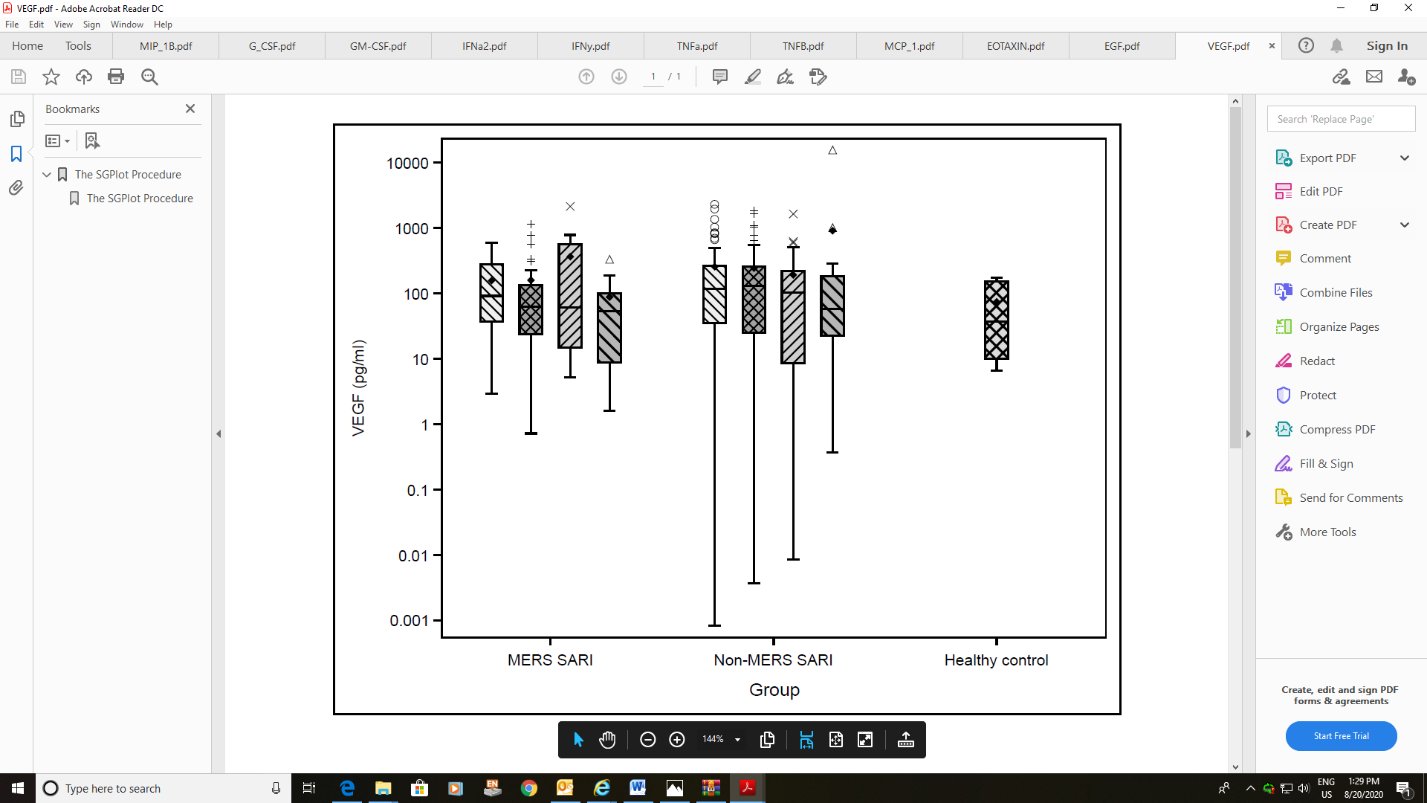 VEGF.pdf - Adobe Acrobat Reader DC
File Edit View Sign Window Help
Home Tools MIP_1B.pdf G_CSF.pdf GM-CSF.pdf IFNa2.pdf IFNy.pdf TNFa.pdf TNFB.pdf MCP_1.pdf EOTAXIN.pdf EGF.pdf VEGF.pdf Sign In
1 / 1
Bookmarks
The SGPlot Procedure
The SGPlot Procedure
VEGF (pg/ml)
10000
1000
100
10
1
0.1
0.01
0.001
MERS SARI Non-MERS SARI Healthy control
Group
144%
Search 'Replace Page'
Export PDF
Edit PDF
Create PDF
Comment
Combine Files
Organize Pages
Redact
Protect
Compress PDF
Fill & Sign
Send for Comments
More Tools
Create, edit and sign PDF
forms & agreements
Start Free Trial
Type here to search
EN
ENG
US
1:29 PM
8/20/2020
1